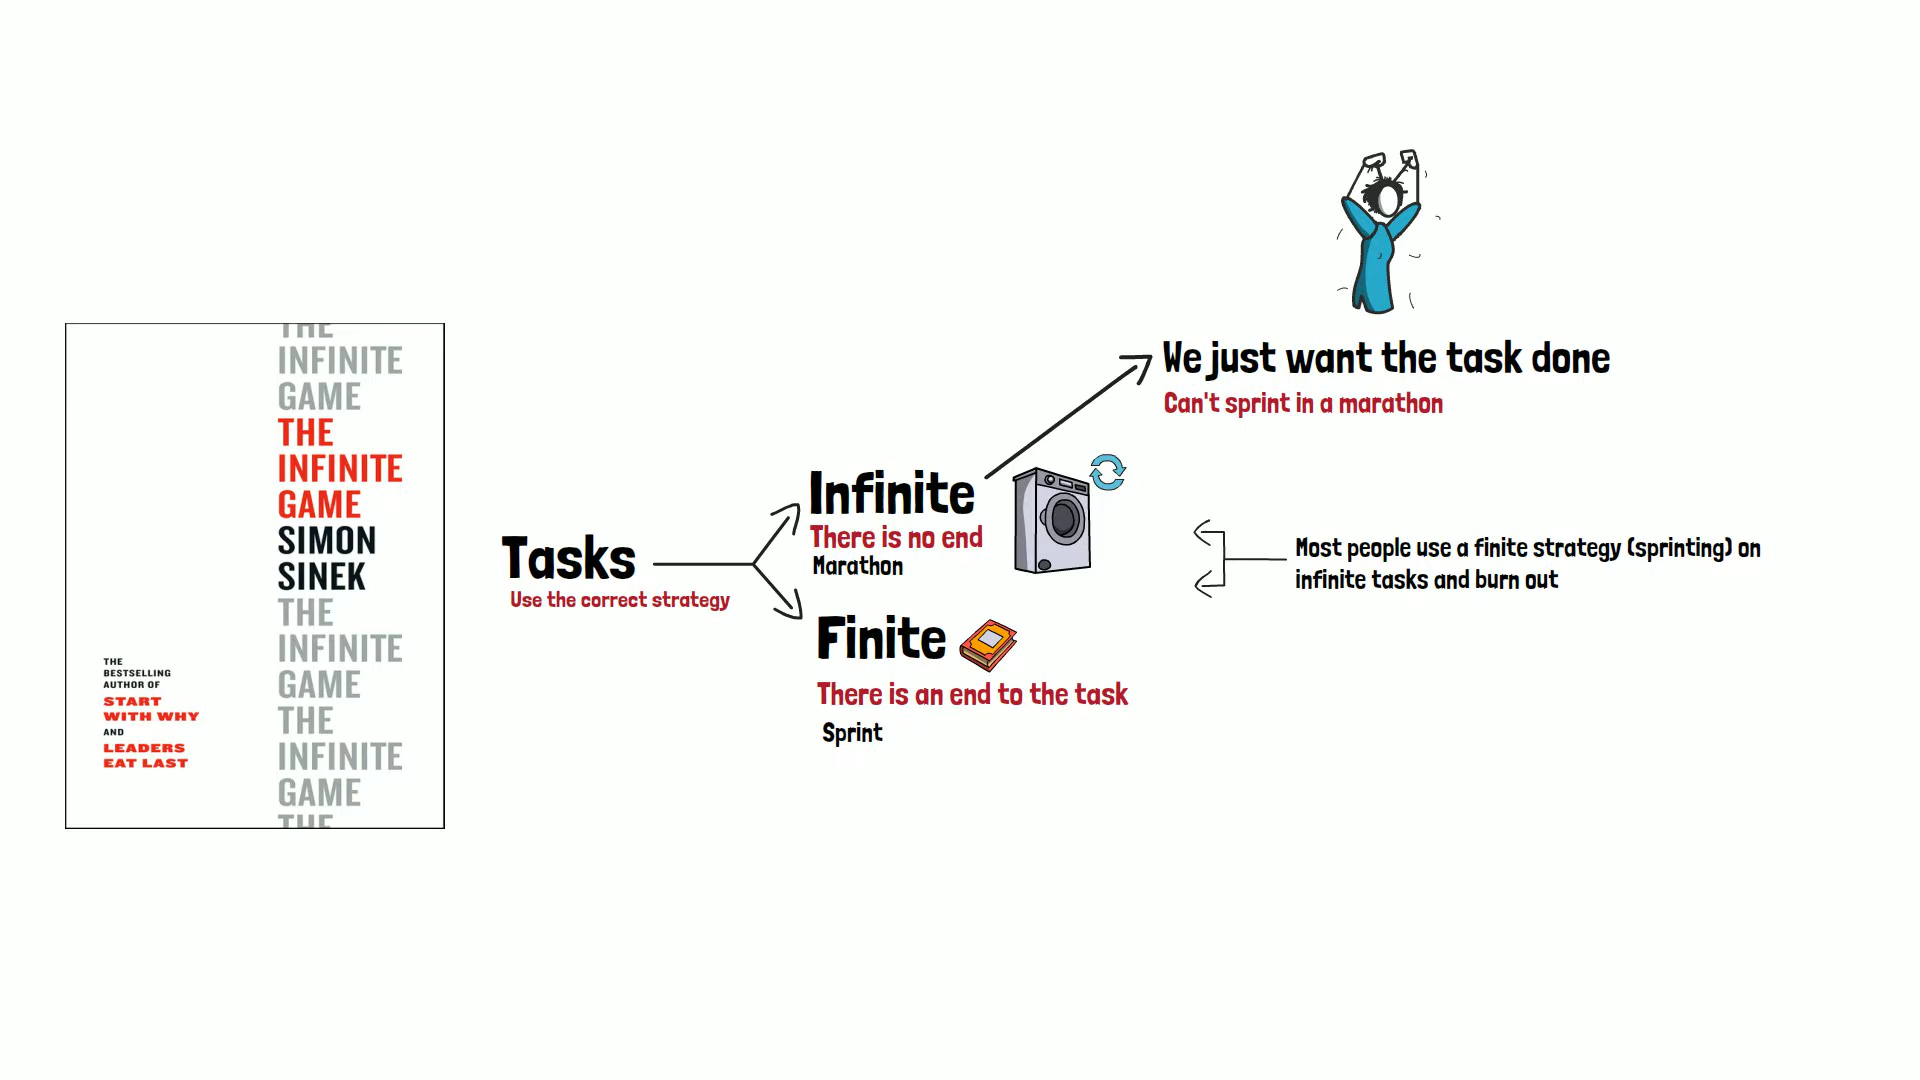 THE
INFINITE
GAME
THE
INFINITE
GAME
SIMON
SINEK
THE
INFINITE
GAME
THE
INFINITE
GAME
THE
THE
BESTSELLING
AUTHOR OF
START
WITH WHY
AND
LEADERS
EAT LAST
Tasks
Use the correct strategy
Infinite
There is no end
Marathon
Finite
There is an end to the task
Sprint
We just want the task done
Can't sprint in a marathon
Most people use a finite strategy (sprinting) on
infinite tasks and burn out